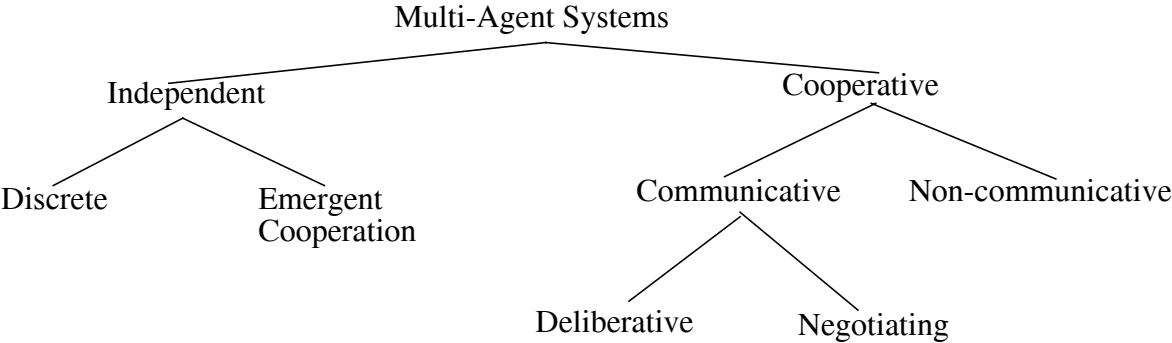 Multi-Agent Systems
Independent
Cooperative
Discrete
Emergent
Cooperation
Communicative
Non-communicative
Deliberative
Negotiating